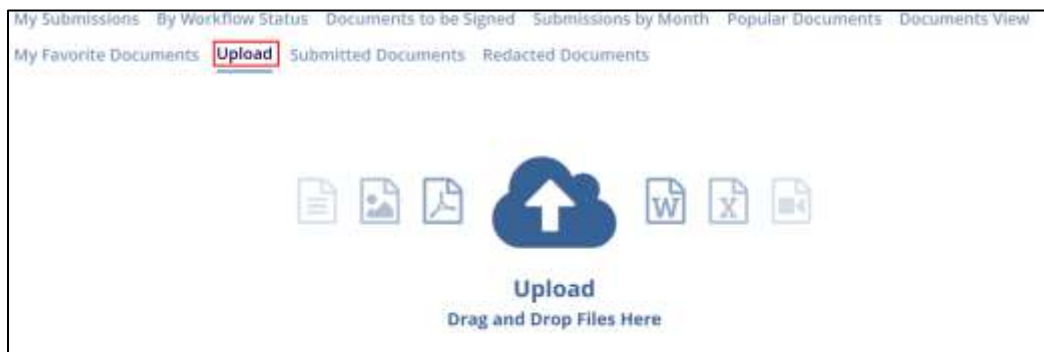 My Submissions By Workflow Status Documents to be Signed Submissions by Month Popular Documents Documents View
My Favorite Documents Upload Submitted Documents Redacted Documents
W X
Upload
Drag and Drop Files Here